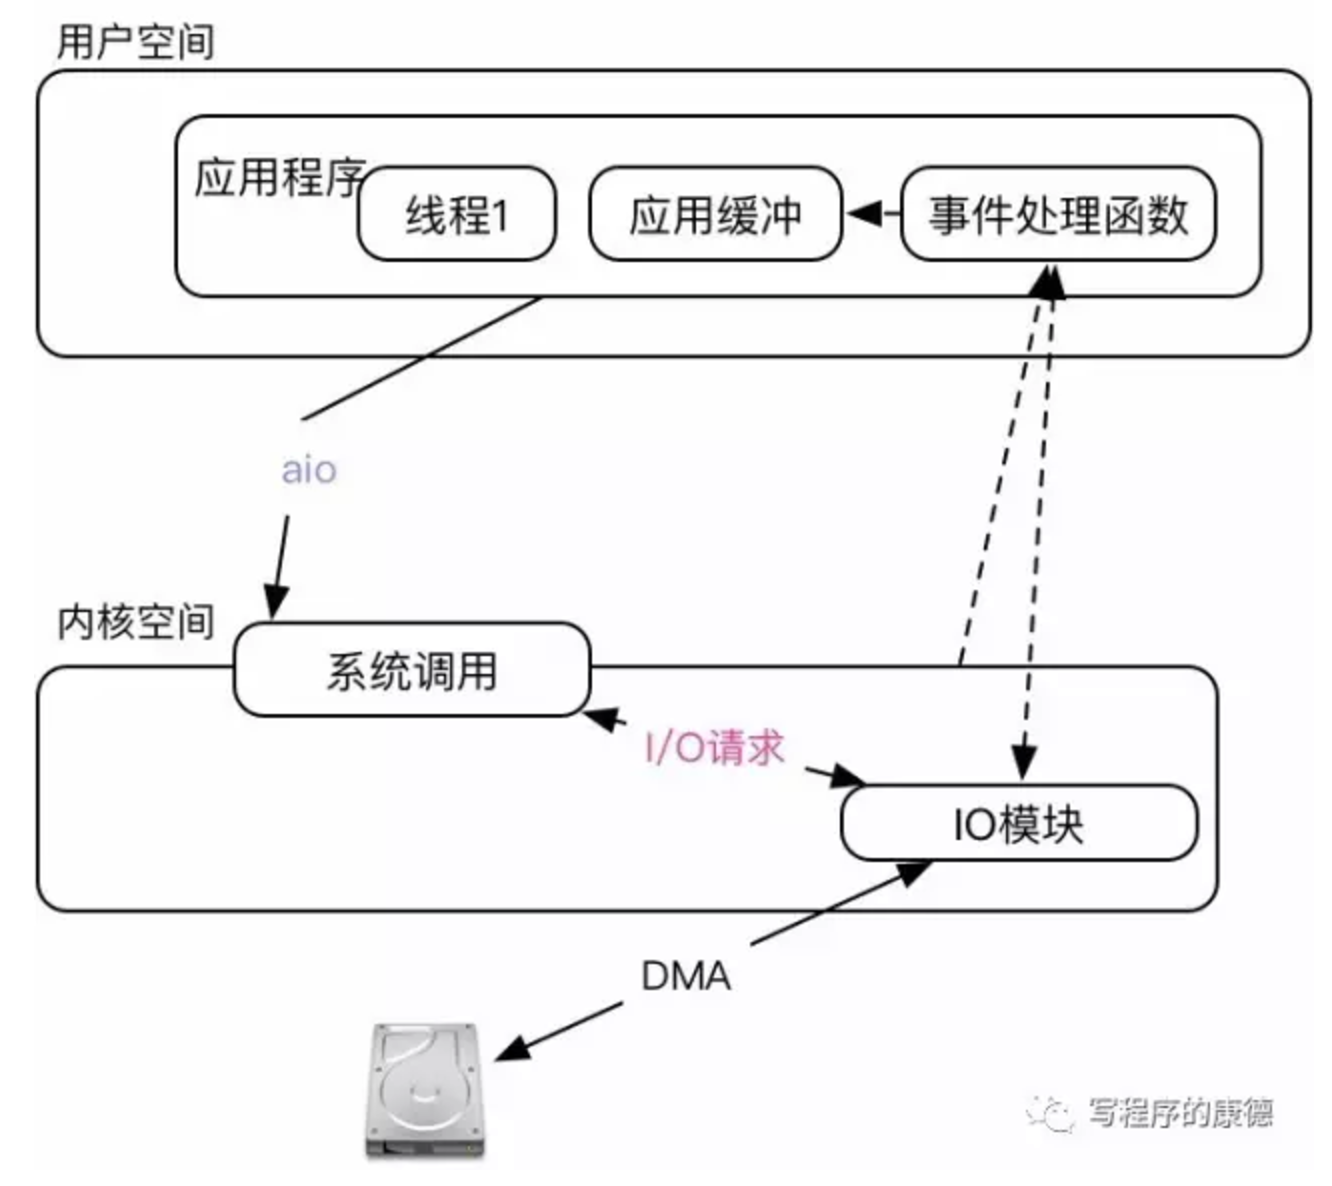 用户空间
应用程序
线程1
应用缓冲
事件处理函数
aio
内核空间
系统调用
I/O请求
IO模块
DMA
写程序的康德